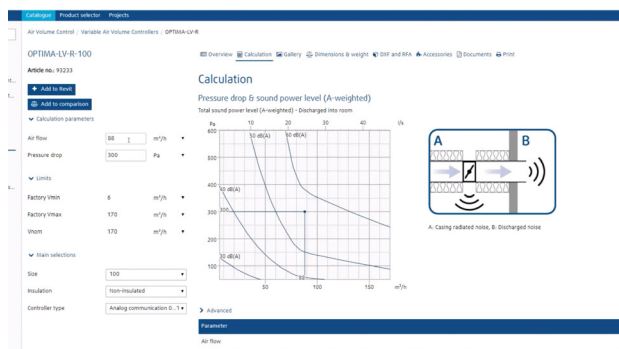 Catalogue Product selector Projects
Air Volume Control / Variable Air Volume Controllers / OPTIMA-LV-R
OPTIMA-LV-R-100
Article no.: 93233
+ Add to Revit
Add to comparison
Calculation parameters
Air flow 88 m³/h
Pressure drop 300 Pa
Limits
Factory Vmin 6 m³/h
Factory Vmax 170 m³/h
Vnom 170 m³/h
Main selections
Size 100
Insulation Non-insulated
Controller type Analog communication 0...1
Overview Calculation Gallery Dimensions & weight DXF and RFA Accessories Documents Print
Calculation
Pressure drop & sound power level (A-weighted)
Total sound power level (A-weighted) - Discharged into room
Pa 10 20 30 40 l/s
600 50 dB(A) 60 dB(A)
500
400 40 dB(A)
300 300
200
30 dB(A)
100
88
50 100 150 m³/h
A B
A. Casing radiated noise, B: Discharged noise
Advanced
Parameter
Air flow